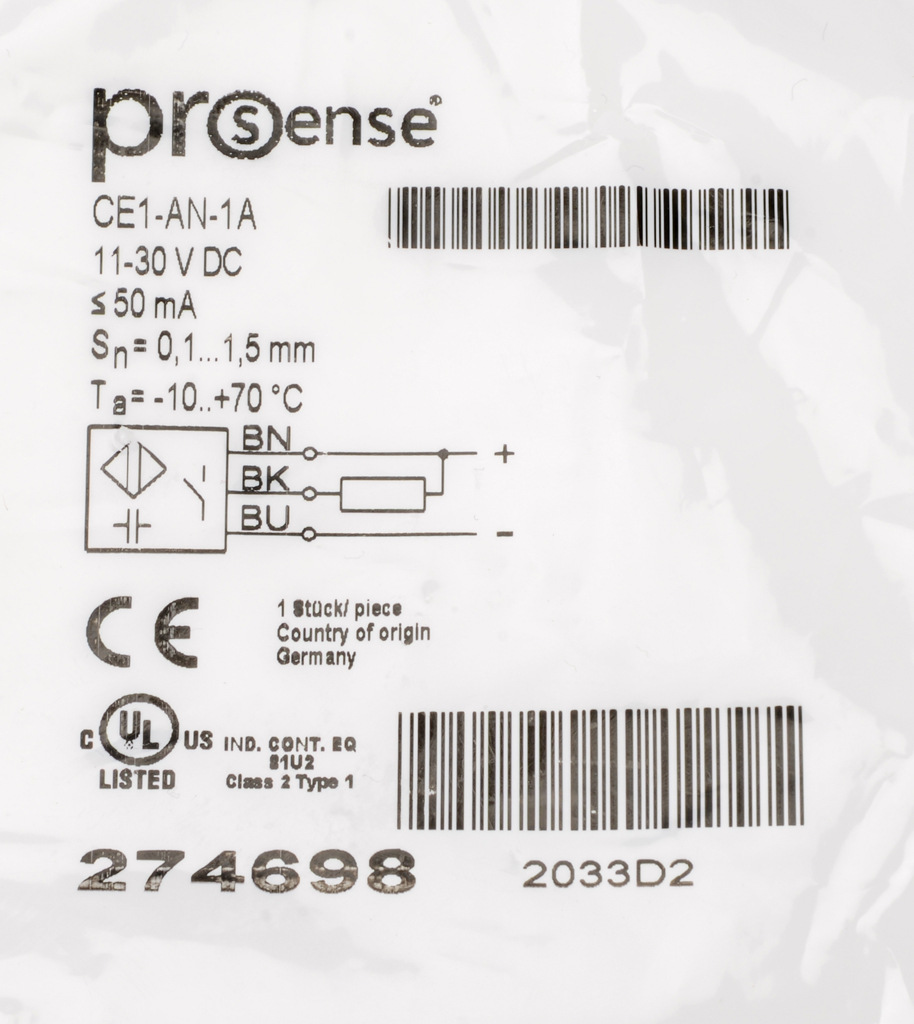 prosense®
CE1-AN-1A
11-30 V DC
≤ 50 mA
Sn= 0,1...1,5 mm
Ta= -10..+70 °C
BN
+
BK
BU
-
CE
1 Stück/ piece
Country of origin
Germany
C UL US
LISTED
IND. CONT. EQ
81U2
Class 2 Type 1
274698
2033D2